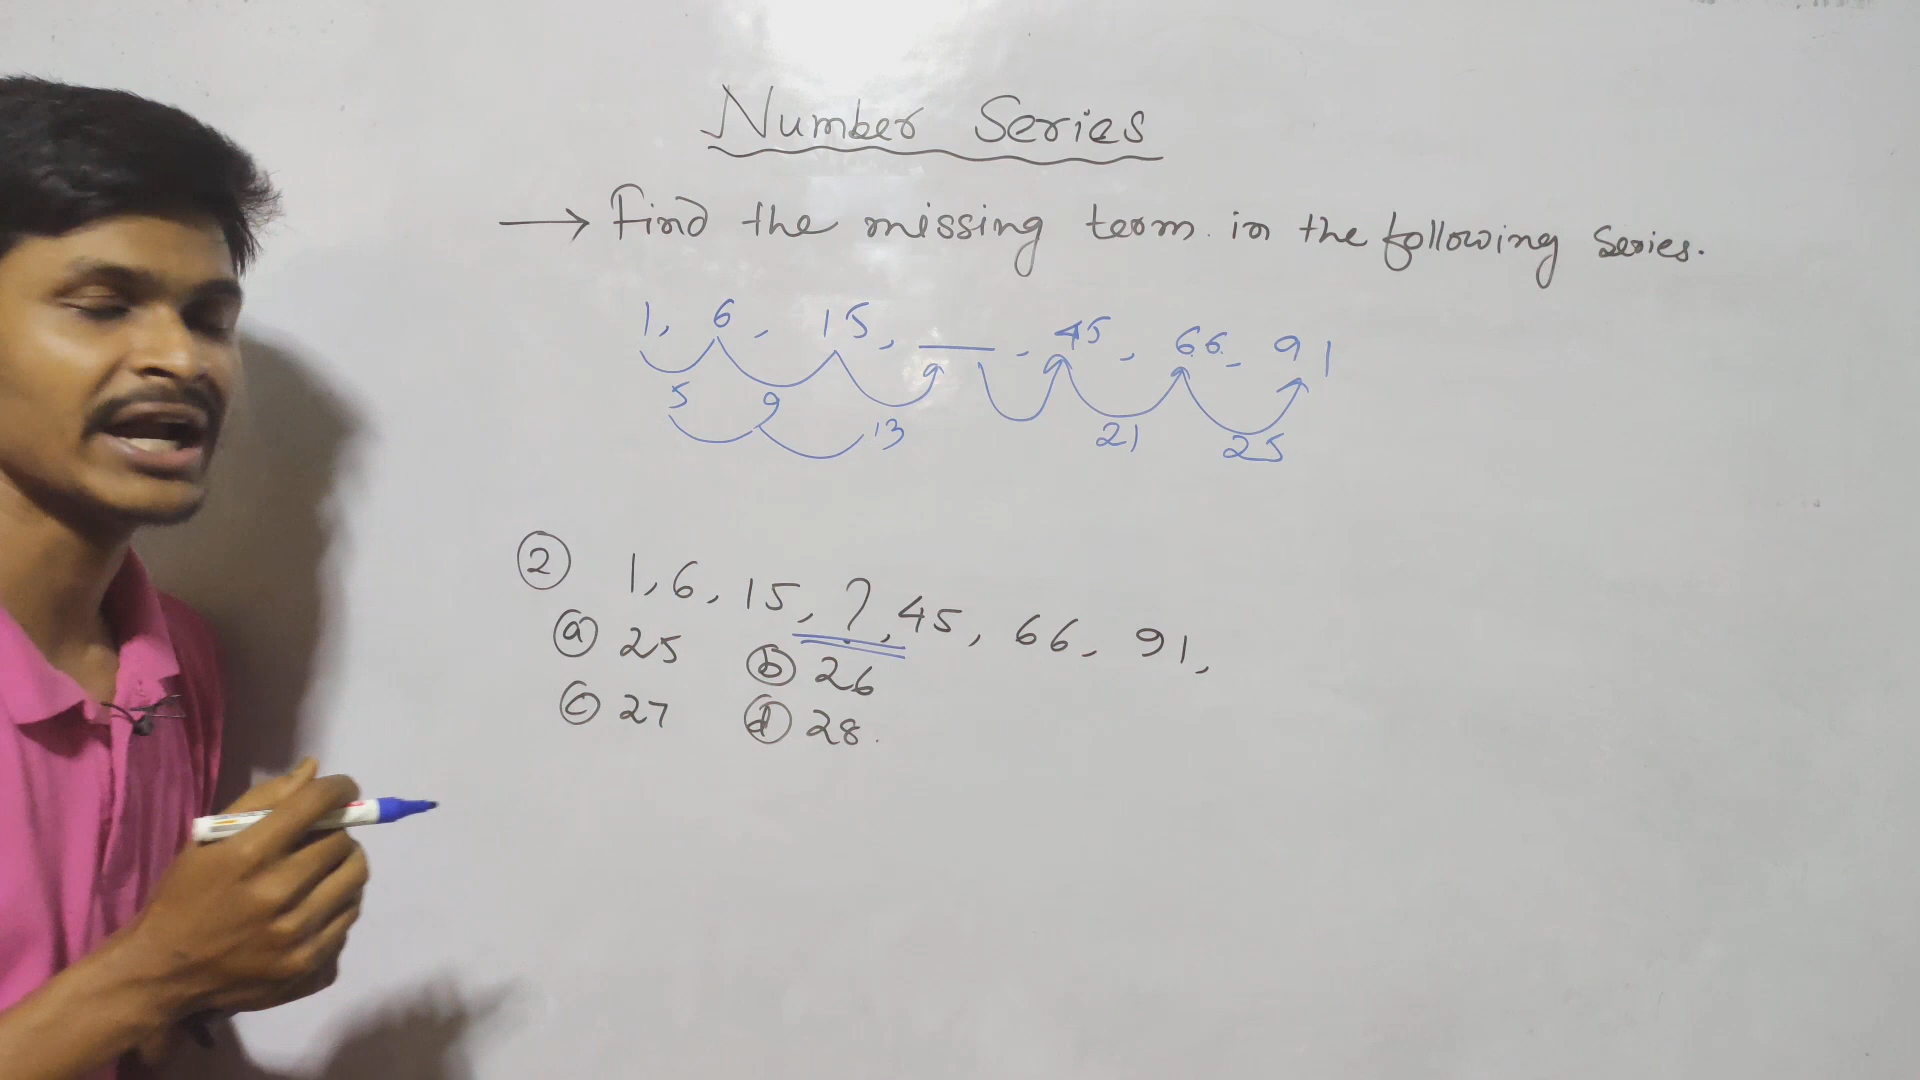 Number Series
→ Find the missing term in the following Series.
1, 6, 15, __, 45, 66, 91
5 9 13 21 25
② 1, 6, 15, ?, 45, 66, 91,
ⓐ 25 ⓑ 26
ⓒ 27 ⓓ 28.